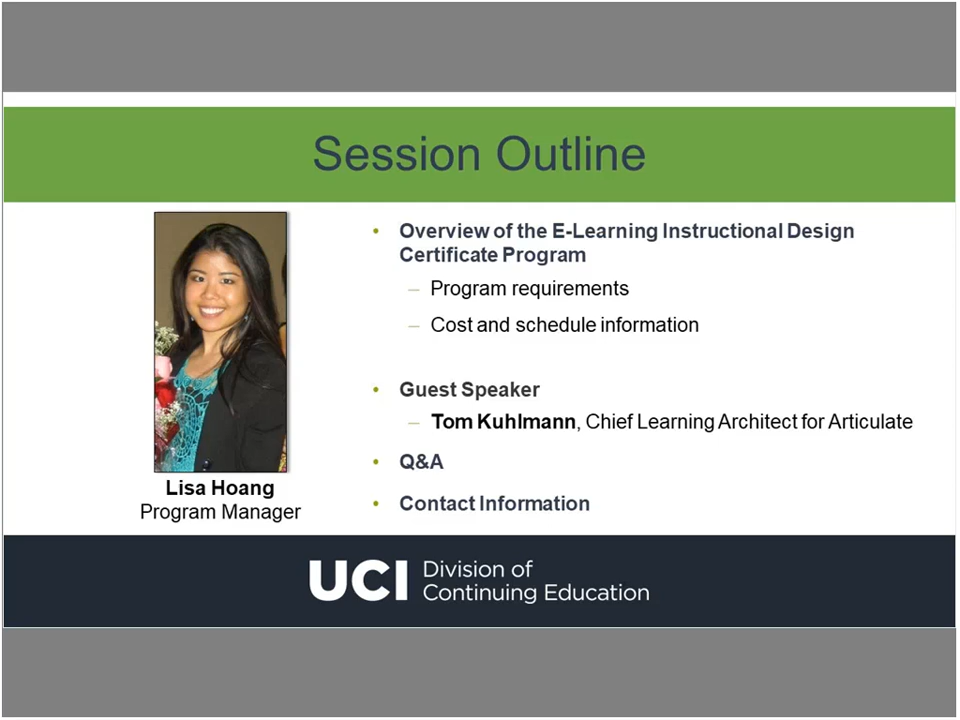 Session Outline
• Overview of the E-Learning Instructional Design
Certificate Program
– Program requirements
– Cost and schedule information
• Guest Speaker
– Tom Kuhlmann, Chief Learning Architect for Articulate
• Q&A
• Contact Information
Lisa Hoang
Program Manager
UCI Division of
Continuing Education